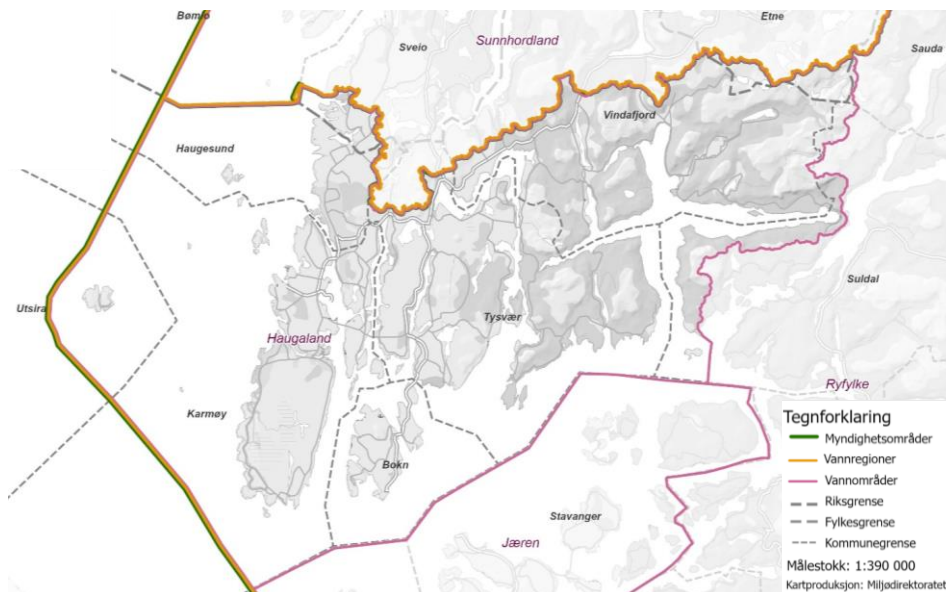 Bømlo
Etne
Sveio
Sunnhordland
Sauda
Vindafjord
Haugesund
Suldal
Utsira
Tysvær
Haugaland
Ryfylke
Karmøy
Bokn
Stavanger
Jæren
Tegnforklaring
Myndighetsområder
Vannregioner
Vannområder
Riksgrense
Fylkesgrense
Kommunegrense
Målestokk: 1:390 000
Kartproduksjon: Miljødirektoratet